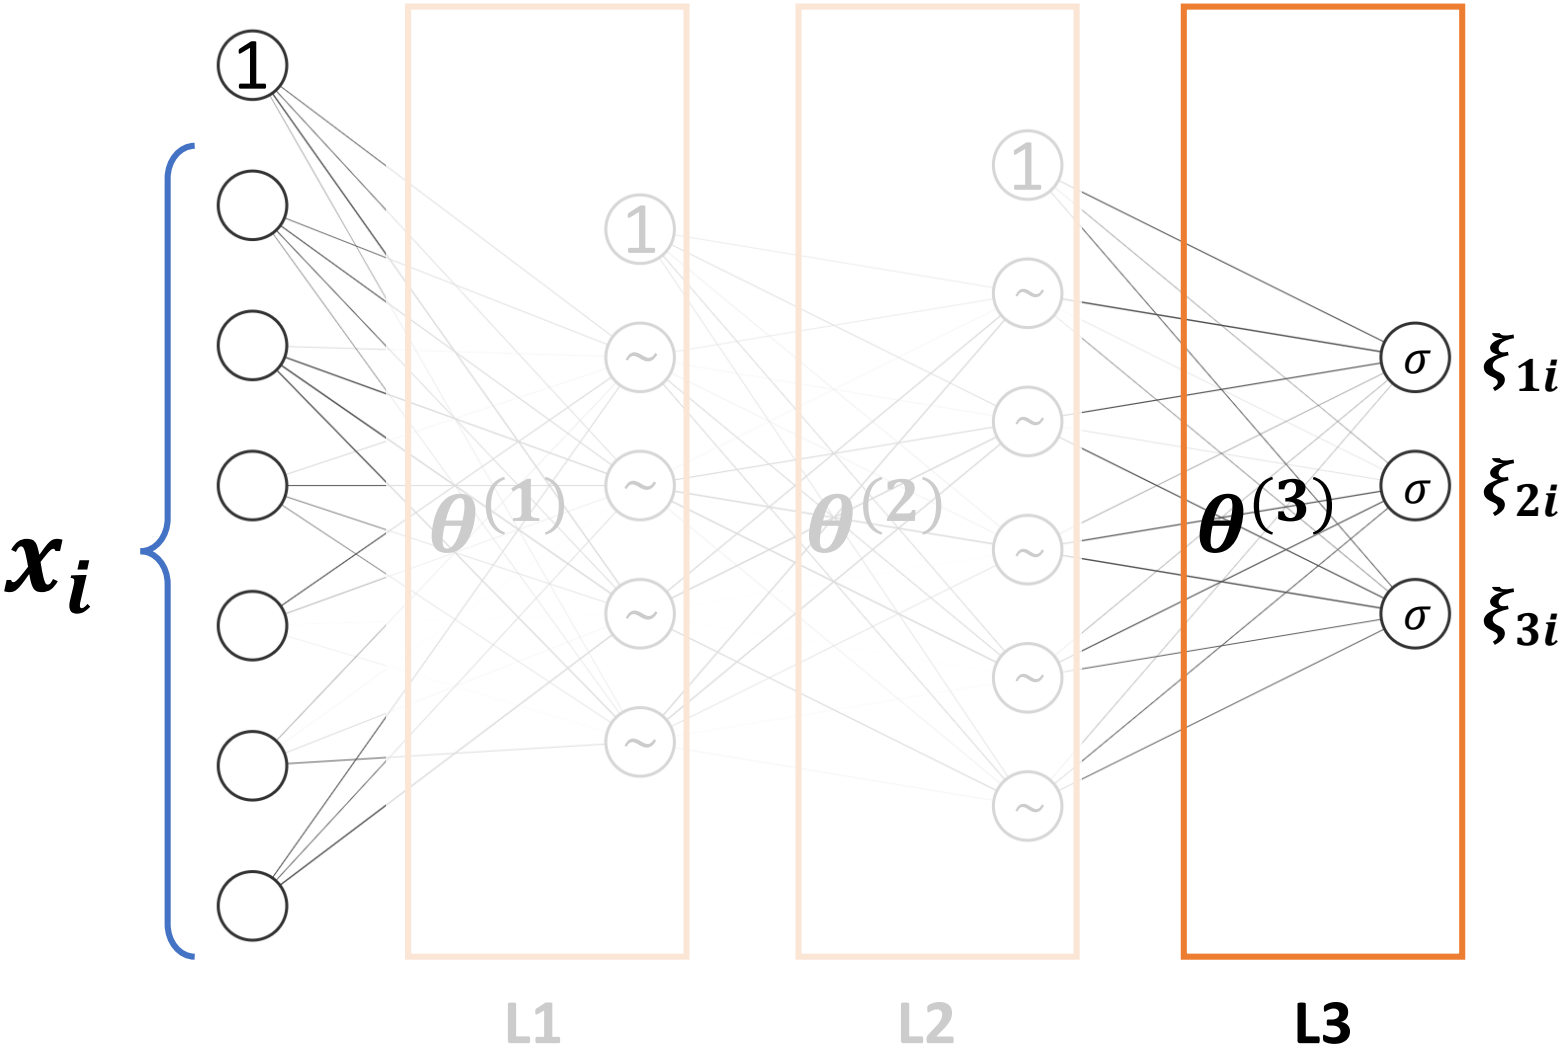 1
1
1
~
~
~
~
~
~
~
~
~
σ
σ
σ
x_i
θ^(1)
θ^(2)
θ^(3)
ξ_1i
ξ_2i
ξ_3i
L1
L2
L3